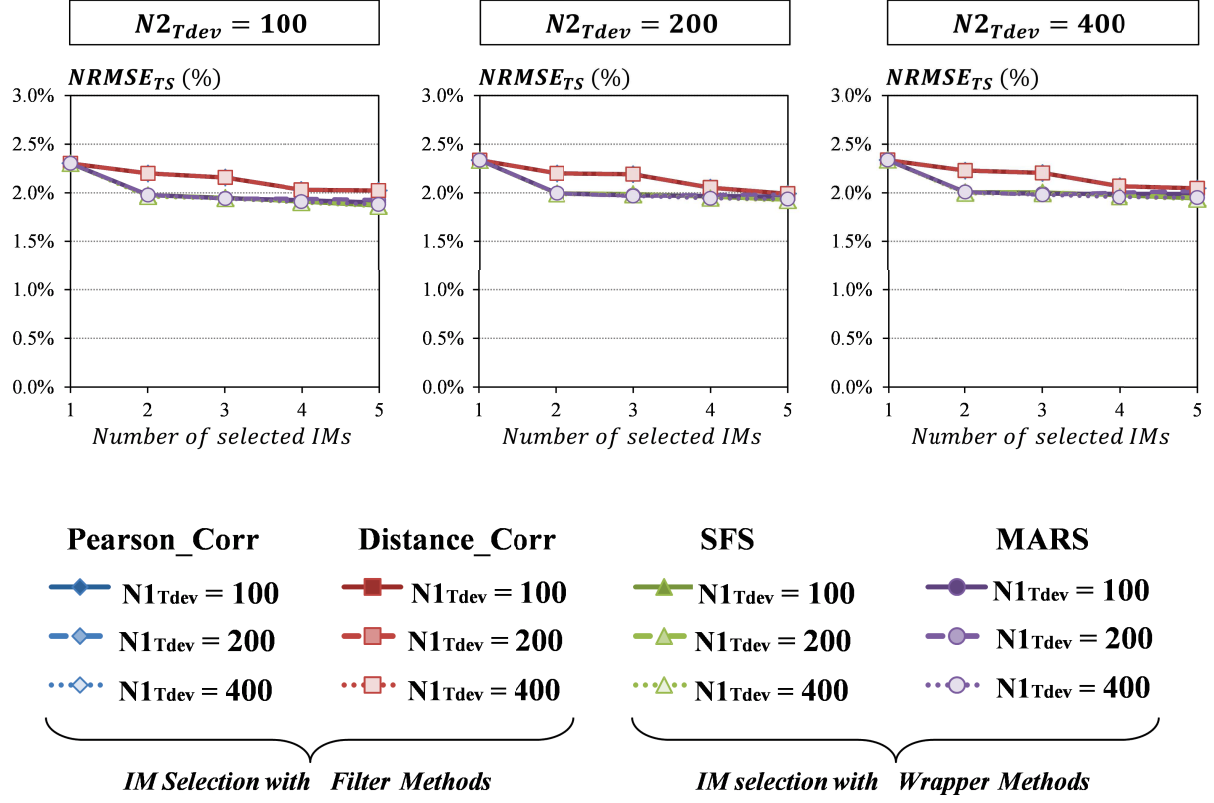 N2Tdev = 100 N2Tdev = 200 N2Tdev = 400
NRMSETS (%) NRMSETS (%) NRMSETS (%)
3.0% 3.0% 3.0%
2.5% 2.5% 2.5%
2.0% 2.0% 2.0%
1.5% 1.5% 1.5%
1.0% 1.0% 1.0%
0.5% 0.5% 0.5%
0.0% 0.0% 0.0%
1 2 3 4 5 1 2 3 4 5 1 2 3 4 5
Number of selected IMs Number of selected IMs Number of selected IMs
Pearson_Corr Distance_Corr SFS MARS
N1Tdev = 100 N1Tdev = 100 N1Tdev = 100 N1Tdev = 100
N1Tdev = 200 N1Tdev = 200 N1Tdev = 200 N1Tdev = 200
N1Tdev = 400 N1Tdev = 400 N1Tdev = 400 N1Tdev = 400
IM Selection with Filter Methods IM selection with Wrapper Methods